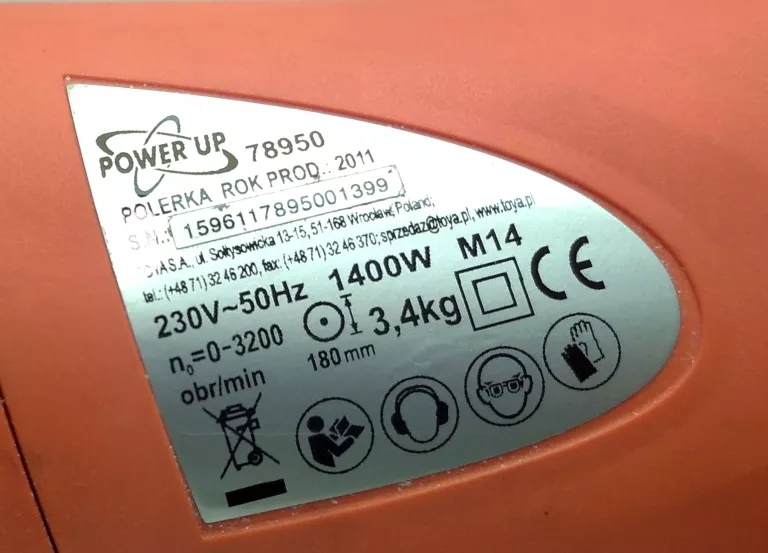 POWER UP 78950
POLERKA ROK PROD.: 2011
S.N.: 1596117895001399
S.A., ul. Sołtysowicka 13-15, 51-168 Wrocław, Poland,
tel.: (+48 71) 32 46 200, fax: (+48 71) 32 46 370; sprzedaz@toya.pl, www.toya.pl
230V~50Hz 1400W M14
n₀=0-3200 3,4kg CE
obr/min 180 mm